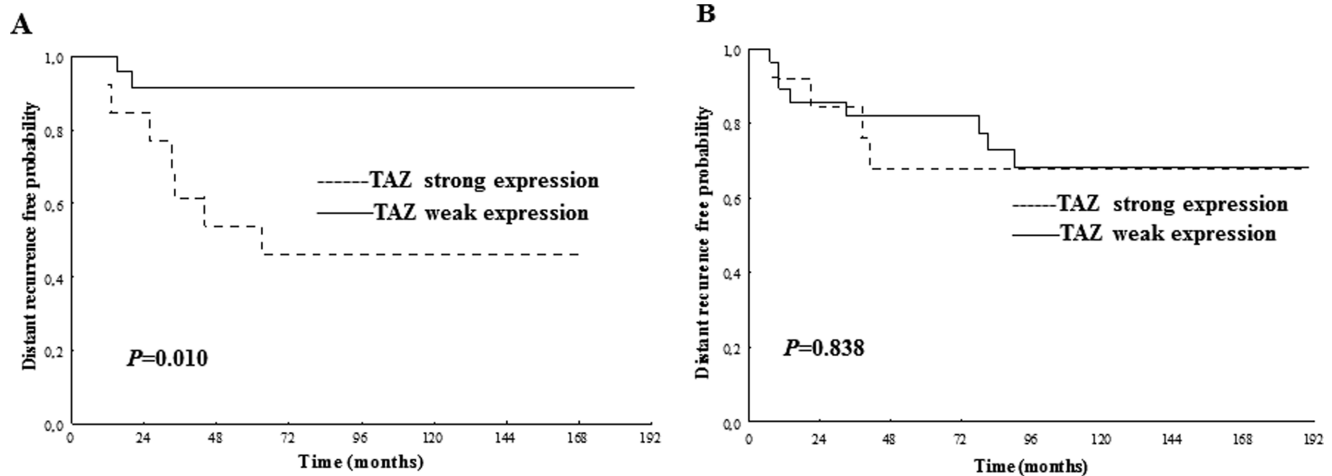 A
Distant recurrence free probability
1,0
0,8
0,6
0,4
0,2
0,0
TAZ strong expression
TAZ weak expression
P=0.010
0 24 48 72 96 120 144 168 192
Time (months)
B
Distant recurence free probability
1,0
0,8
0,6
0,4
0,2
0,0
TAZ strong expression
TAZ weak expression
P=0.838
0 24 48 72 96 120 144 168 192
Time (months)